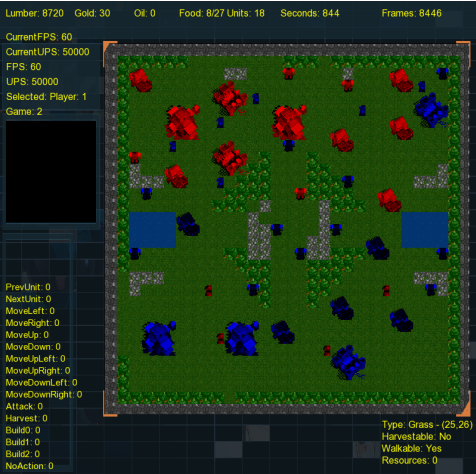 Lumber: 8720 Gold: 30 Oil: 0 Food: 8/27 Units: 18 Seconds: 844 Frames: 8446
CurrentFPS: 60
CurrentUPS: 50000
FPS: 60
UPS: 50000
Selected: Player: 1
Game: 2
PrevUnit: 0
NextUnit: 0
MoveLeft: 0
MoveRight: 0
MoveUp: 0
MoveDown: 0
MoveUpLeft: 0
MoveUpRight: 0
MoveDownLeft: 0
MoveDownRight: 0
Attack: 0
Harvest: 0
Build0: 0
Build1: 0
Build2: 0
NoAction: 0
Type: Grass - (25,26)
Harvestable: No
Walkable: Yes
Resources: 0